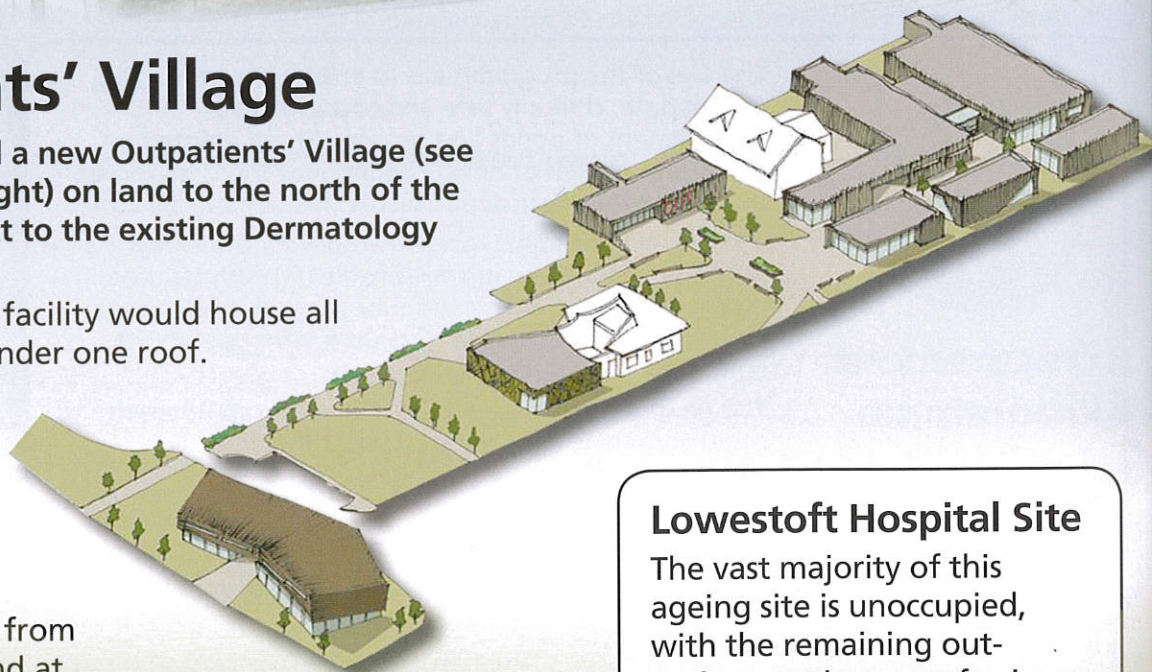 ts' Village
a new Outpatients' Village (see
ght) on land to the north of the
t to the existing Dermatology
facility would house all
nder one roof.
from
nd at
Lowestoft Hospital Site
The vast majority of this
ageing site is unoccupied,
with the remaining out-